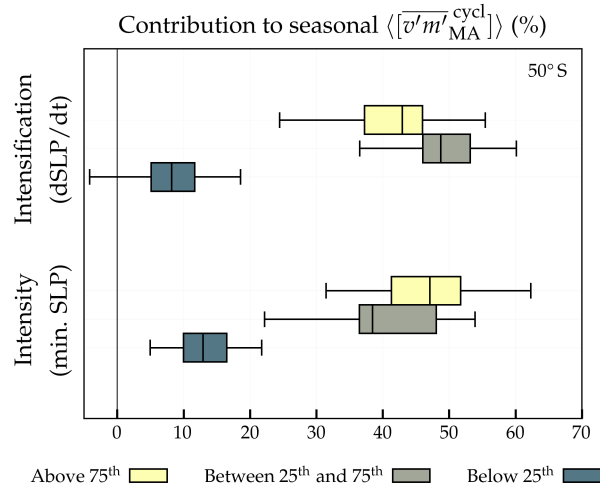 Contribution to seasonal ⟨[v′m′ cycl MA]⟩ (%)
50° S
Intensification
(dSLP/dt)
Intensity
(min. SLP)
0 10 20 30 40 50 60 70
Above 75th Between 25th and 75th Below 25th